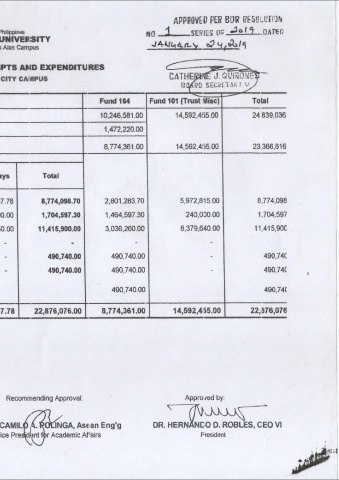 APPROVED PER BOR RESOLUTION
NO 1 SERIES OF 2019 DATED
JANUARY 24, 2019
Philippines
UNIVERSITY
s Alas Campus
IPTS AND EXPENDITURES
CITY CAMPUS
CATHERINE J. QUIRONES
BOARD SECRETARY V
Fund 164 Fund 101 (Trust Misc) Total
10,246,581.00 14,592,455.00 24,839,036
1,472,220.00
8,774,361.00 14,592,455.00 23,366,816
ays Total
7.78 8,774,098.70 2,801,283.70 5,972,815.00 8,774,098
00.00 1,704,597.30 1,464,597.30 240,000.00 1,704,597
50.00 11,415,900.00 3,036,260.00 8,379,640.00 11,415,900
- - - - -
- 490,740.00 490,740.00 490,740
- 490,740.00 490,740.00 490,740
490,740.00 490,740
7.78 22,876,076.00 8,774,361.00 14,592,455.00 22,876,076
Recommending Approval: Approved by:
CAMILO A. POLINGA, Asean Eng'g DR. HERNANCO D. ROBLES, CEO VI
Vice President for Academic Affairs President